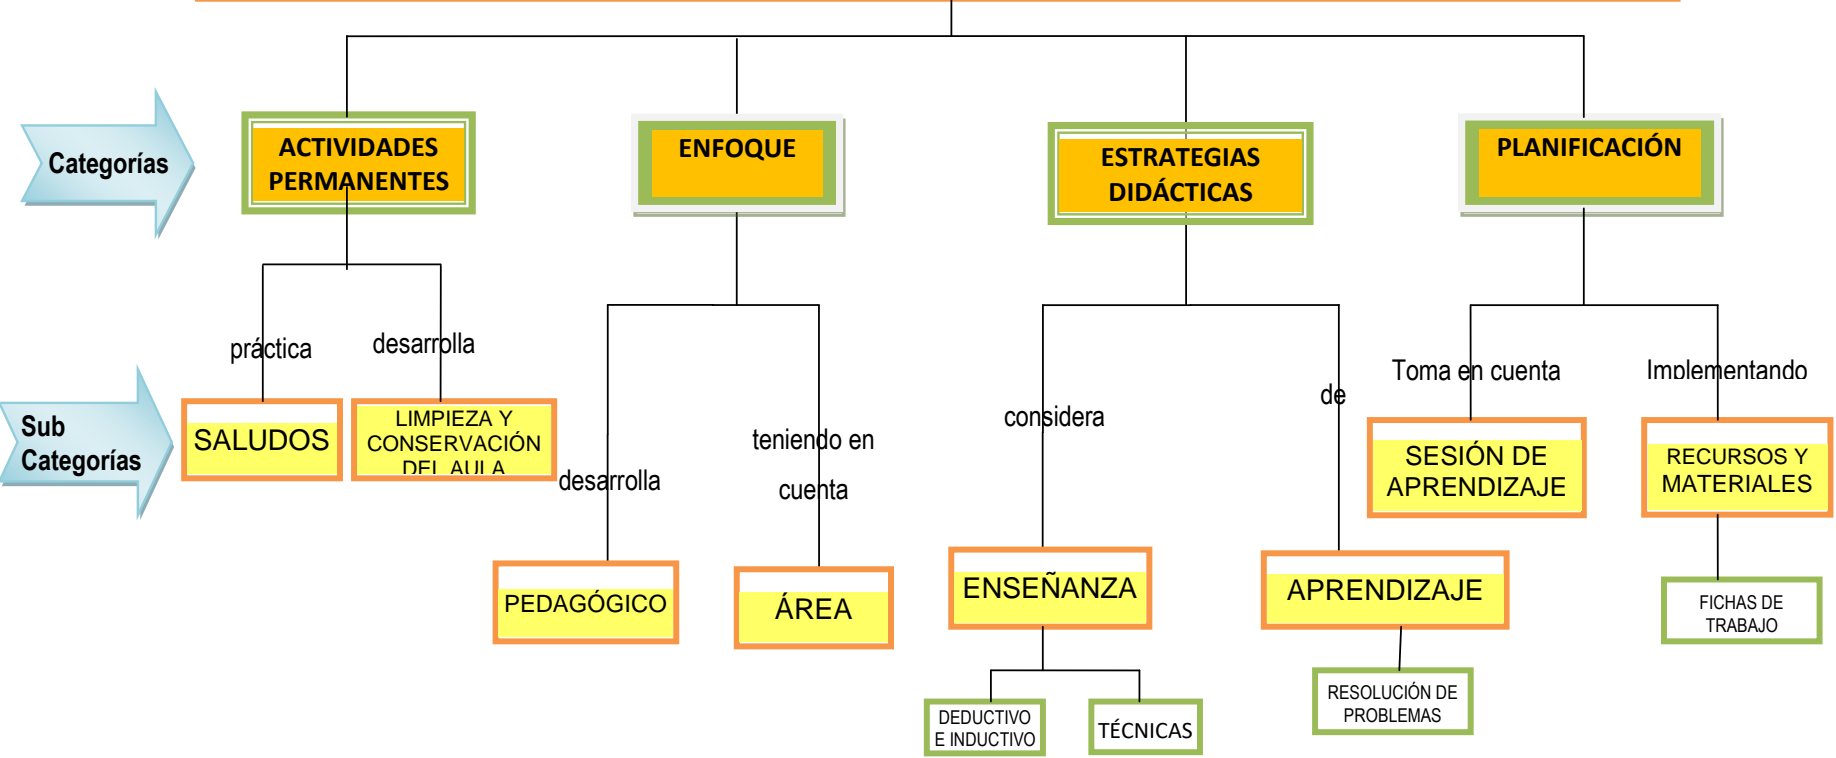 Categorías
ACTIVIDADES
PERMANENTES
ENFOQUE
ESTRATEGIAS
DIDÁCTICAS
PLANIFICACIÓN
práctica
desarrolla
desarrolla
teniendo en
cuenta
considera
de
Toma en cuenta
Implementando
Sub
Categorías
SALUDOS
LIMPIEZA Y
CONSERVACIÓN
DEL AULA
PEDAGÓGICO
ÁREA
ENSEÑANZA
APRENDIZAJE
SESIÓN DE
APRENDIZAJE
RECURSOS Y
MATERIALES
DEDUCTIVO
E INDUCTIVO
TÉCNICAS
RESOLUCIÓN DE
PROBLEMAS
FICHAS DE
TRABAJO